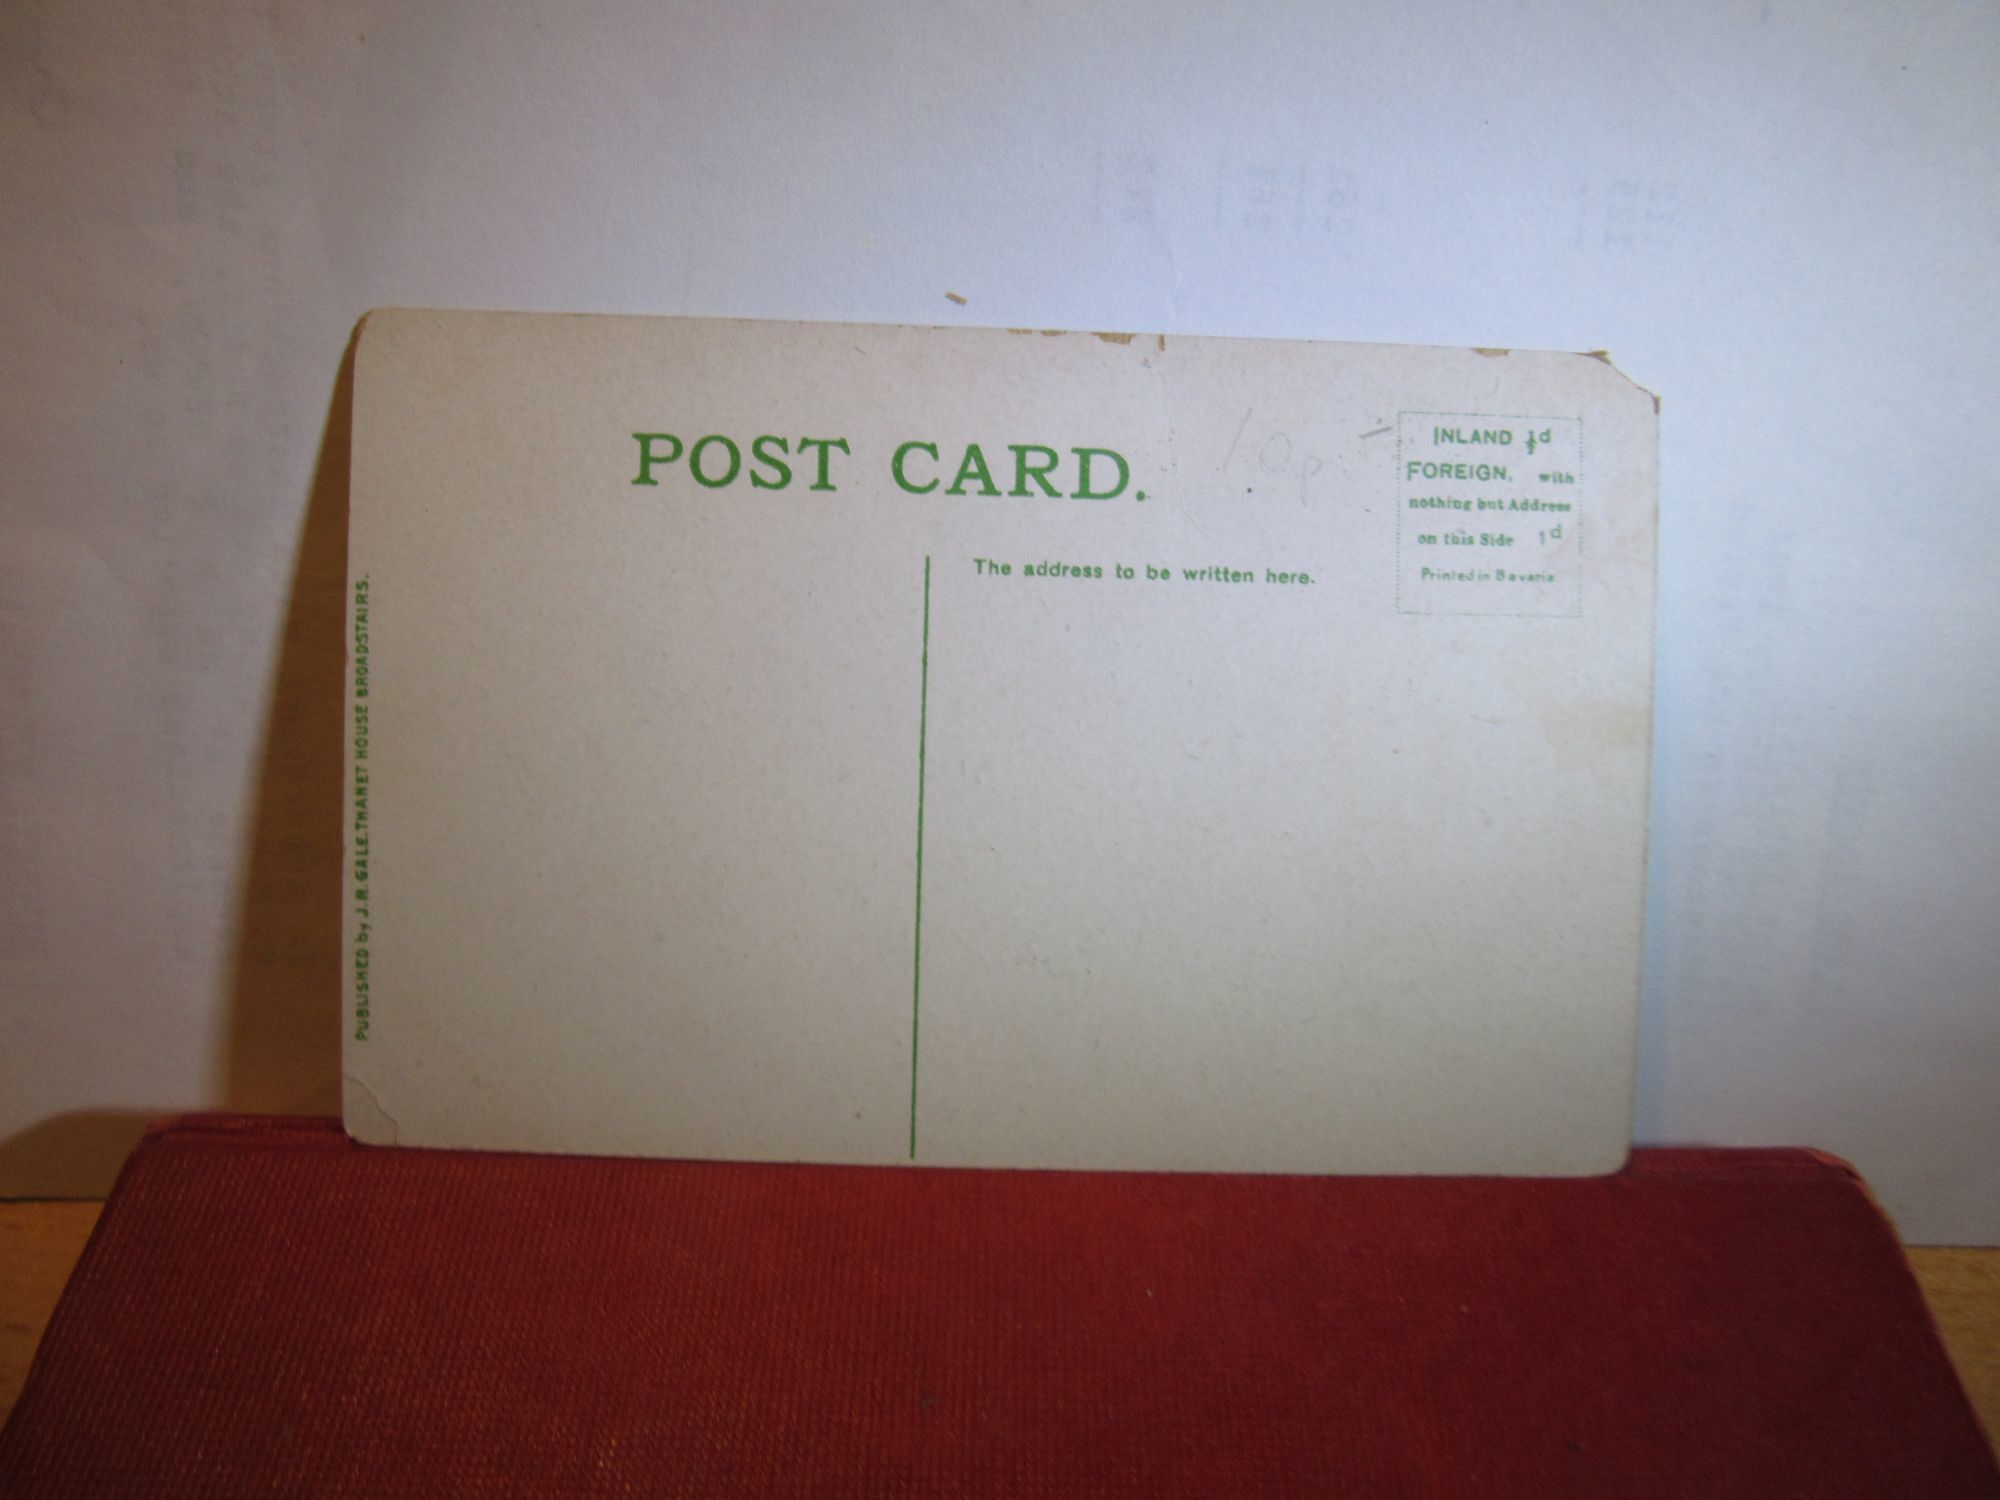 POST CARD.
10p
INLAND ½d
FOREIGN, with
nothing but Address
on this Side 1d
Printed in Bavaria
The address to be written here.
PUBLISHED by J.R. GALE. THANET HOUSE BROADSTAIRS.